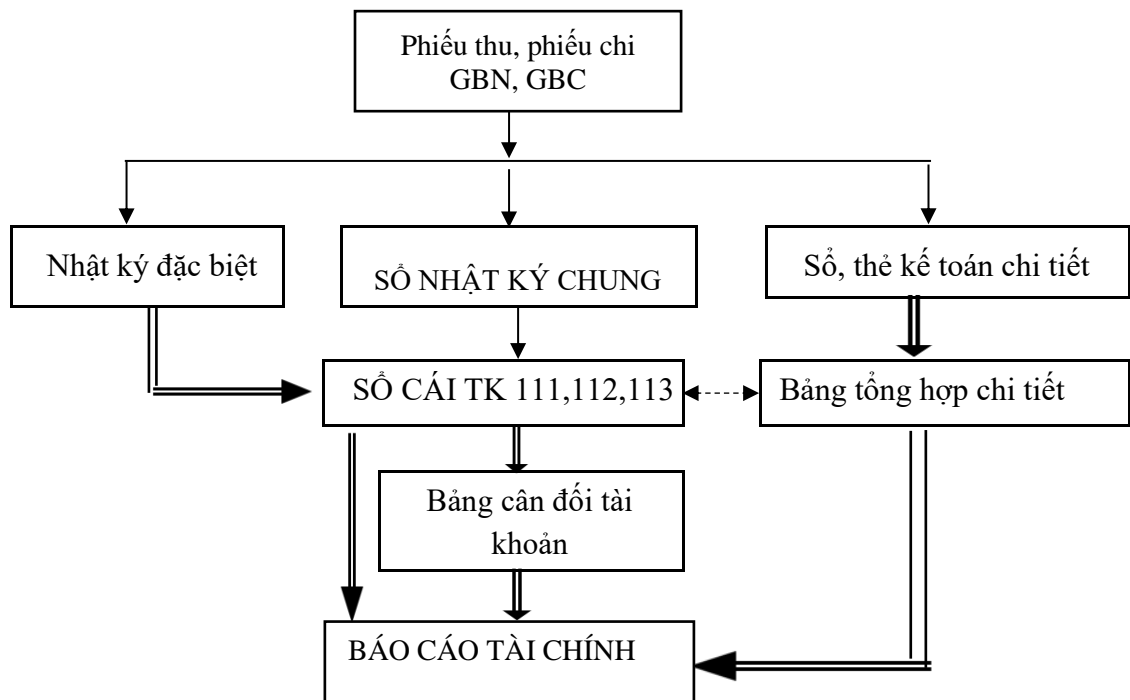 Phiếu thu, phiếu chi
GBN, GBC
Nhật ký đặc biệt
SỔ NHẬT KÝ CHUNG
Sổ, thẻ kế toán chi tiết
SỔ CÁI TK 111,112,113
Bảng tổng hợp chi tiết
Bảng cân đối tài
khoản
BÁO CÁO TÀI CHÍNH